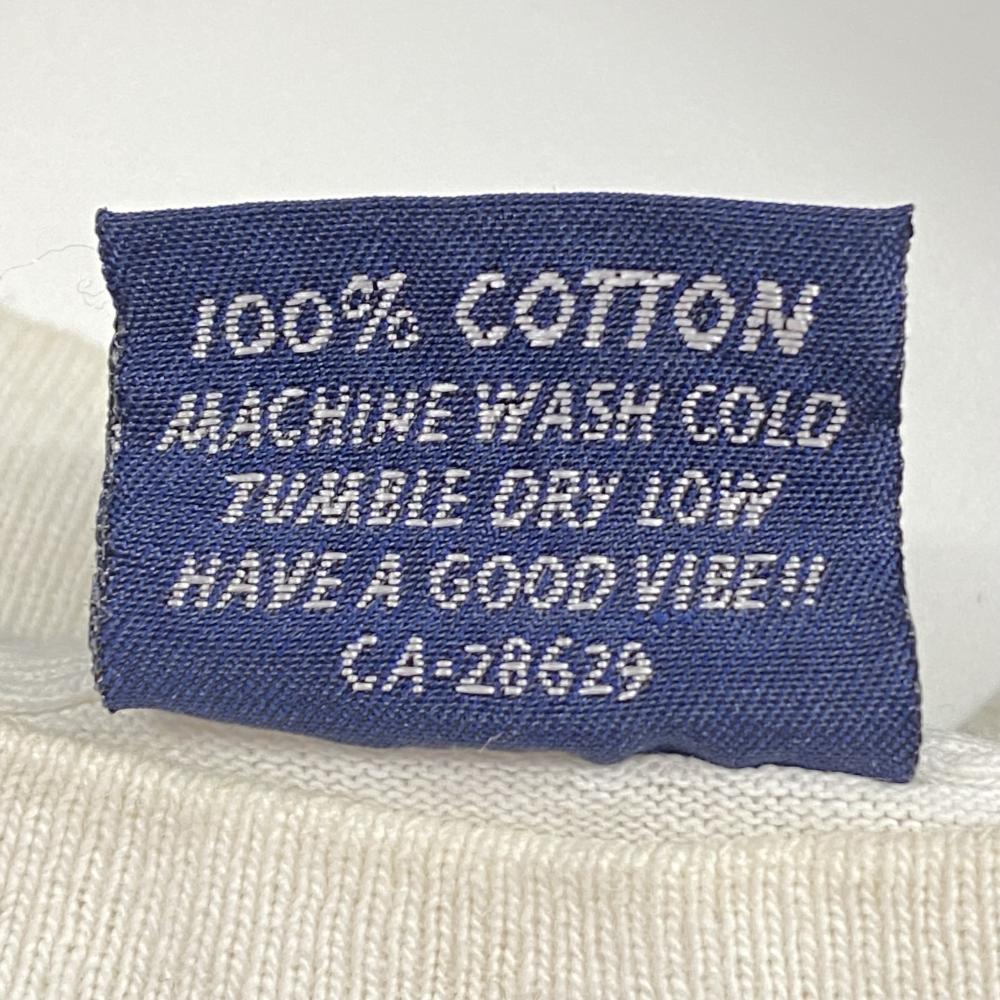 100% COTTON
MACHINE WASH COLD
TUMBLE DRY LOW
HAVE A GOOD VIBE!!
CA-28629